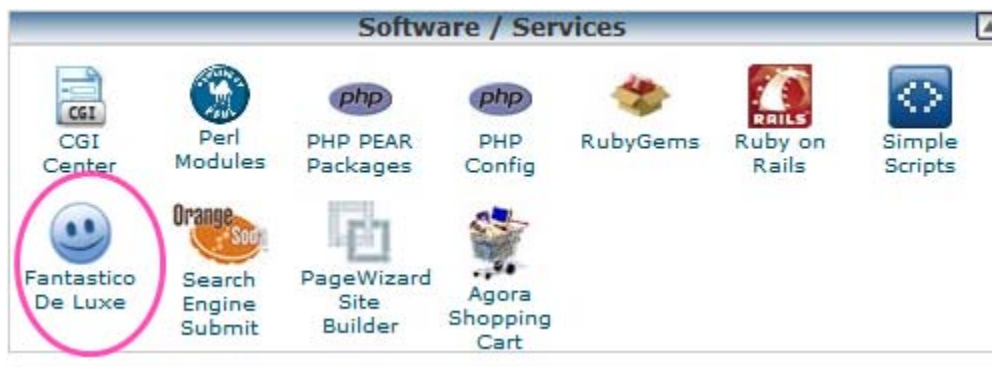 Software / Services
CGI
CGI
Center
Perl
Modules
php
PHP PEAR
Packages
php
PHP
Config
RubyGems
RAILS
Ruby on
Rails
Simple
Scripts
Fantastico
De Luxe
Orange
Soda
Search
Engine
Submit
PageWizard
Site
Builder
Agora
Shopping
Cart